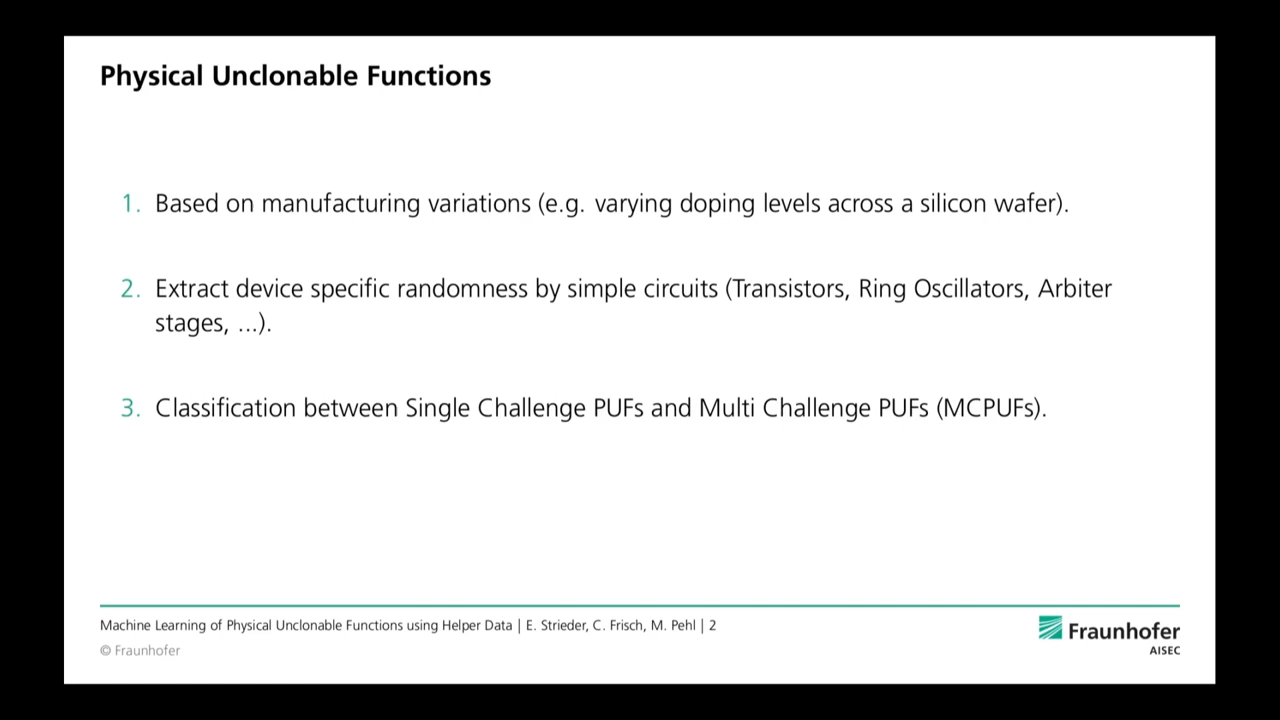 Physical Unclonable Functions
1. Based on manufacturing variations (e.g. varying doping levels across a silicon wafer).
2. Extract device specific randomness by simple circuits (Transistors, Ring Oscillators, Arbiter
stages, ...).
3. Classification between Single Challenge PUFs and Multi Challenge PUFs (MCPUFs).
Machine Learning of Physical Unclonable Functions using Helper Data | E. Strieder, C. Frisch, M. Pehl | 2
© Fraunhofer
Fraunhofer
AISEC